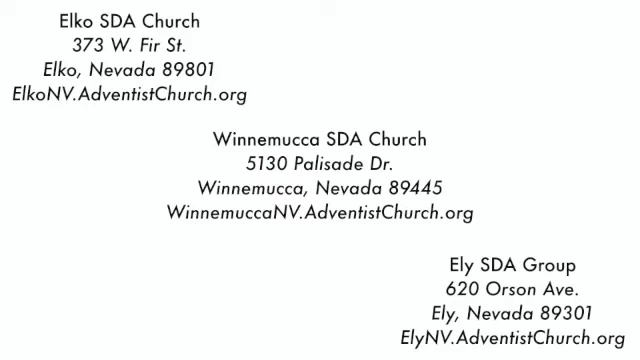 Elko SDA Church
373 W. Fir St.
Elko, Nevada 89801
ElkoNV.AdventistChurch.org
Winnemucca SDA Church
5130 Palisade Dr.
Winnemucca, Nevada 89445
WinnemuccaNV.AdventistChurch.org
Ely SDA Group
620 Orson Ave.
Ely, Nevada 89301
ElyNV.AdventistChurch.org